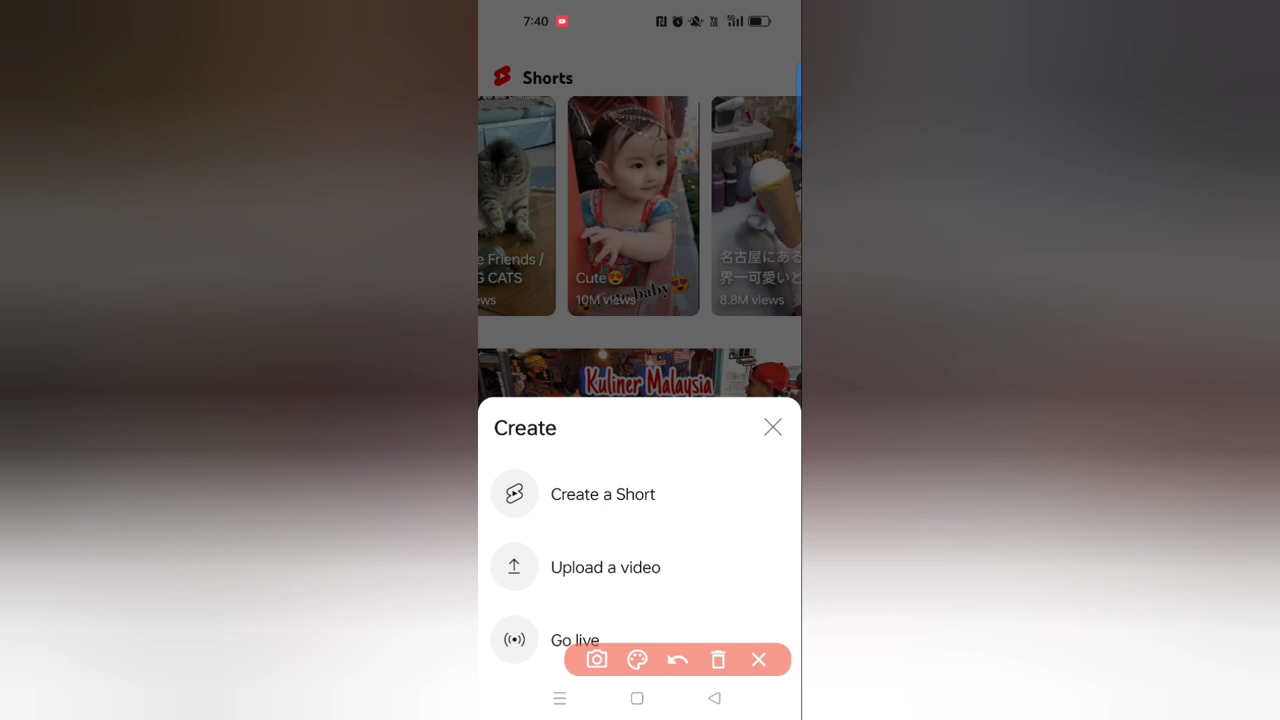 7:40
Shorts
e Friends /
G CATS
ews
Cute😍
10M views
baby
名古屋にある
界一可愛いと
8.8M views
Kuliner Malaysia
Create
Create a Short
Upload a video
Go live